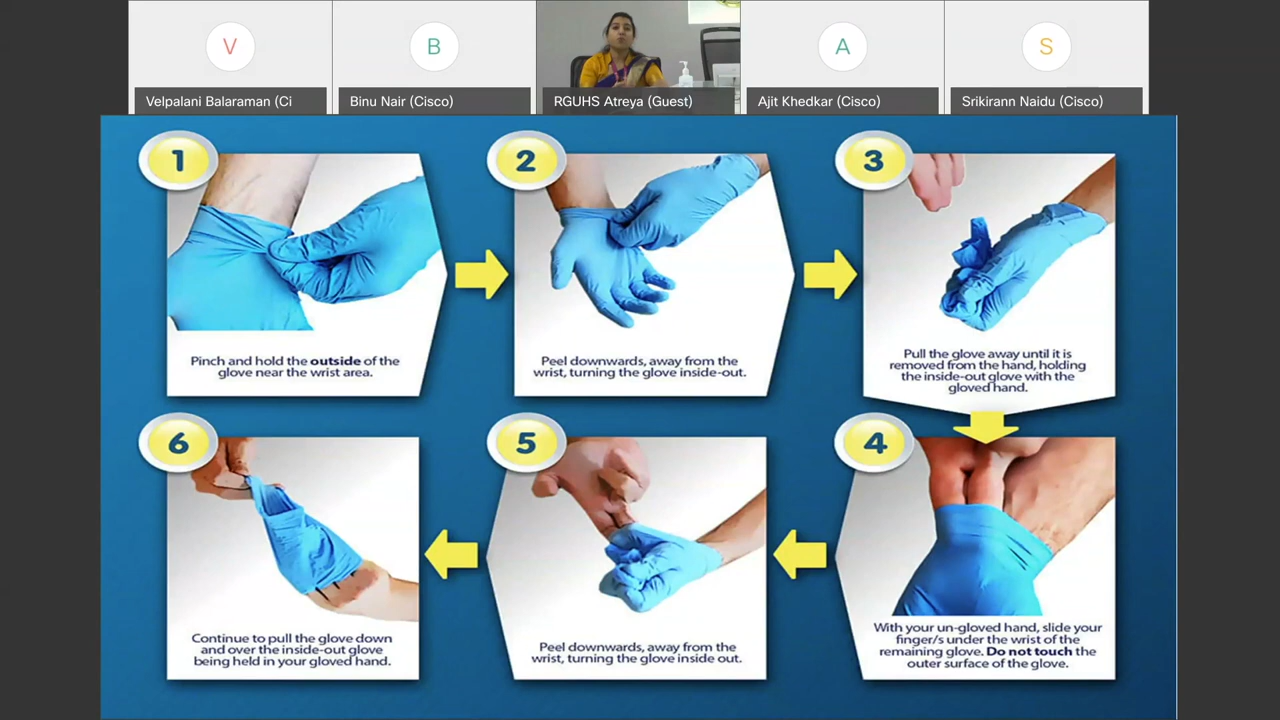 V
B
A
S
Velpalani Balaraman (Ci
Binu Nair (Cisco)
RGUHS Atreya (Guest)
Ajit Khedkar (Cisco)
Srikirann Naidu (Cisco)
1
Pinch and hold the outside of the
glove near the wrist area.
2
Peel downwards, away from the
wrist, turning the glove inside-out.
3
Pull the glove away until it is
removed from the hand, holding
the inside-out glove with the
gloved hand.
4
With your un-gloved hand, slide your
finger/s under the wrist of the
remaining glove. Do not touch the
outer surface of the glove.
5
Peel downwards, away from the
wrist, turning the glove inside out.
6
Continue to pull the glove down
and over the inside-out glove
being held in your gloved hand.